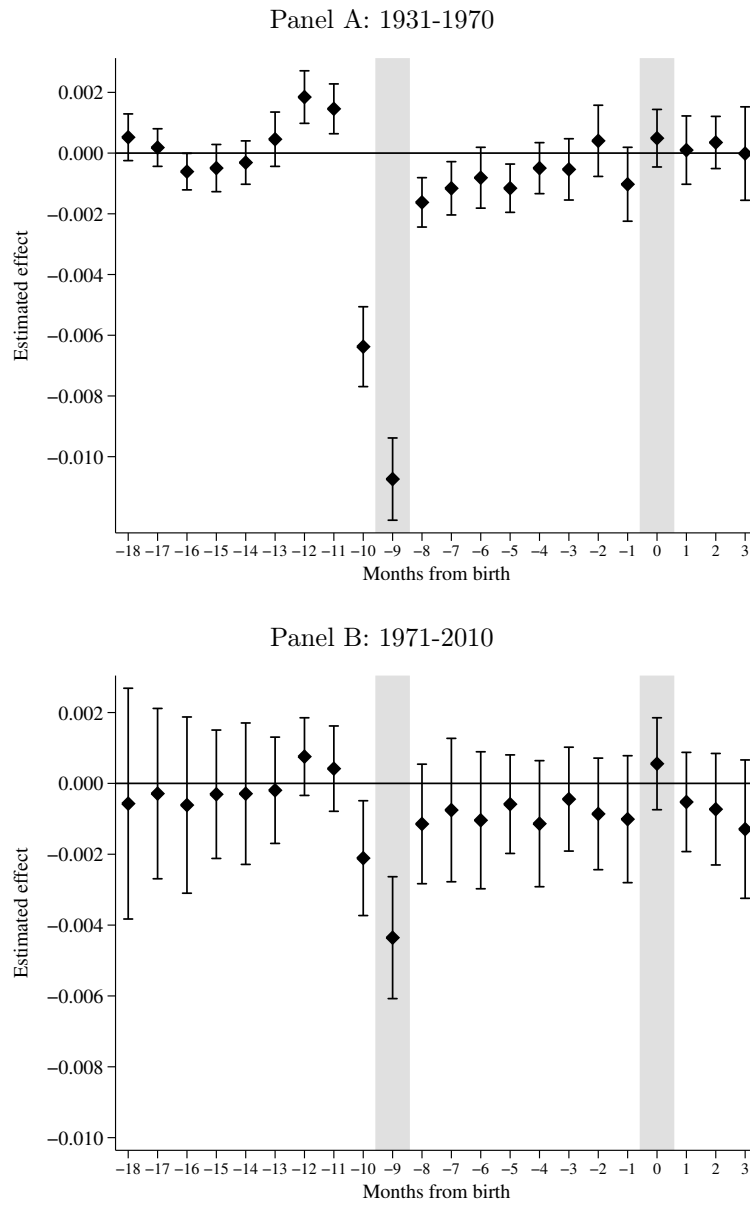 Panel A: 1931-1970
0.002
0.000
−0.002
−0.004
−0.006
−0.008
−0.010
Estimated effect
−18 −17 −16 −15 −14 −13 −12 −11 −10 −9 −8 −7 −6 −5 −4 −3 −2 −1 0 1 2 3
Months from birth
Panel B: 1971-2010
0.002
0.000
−0.002
−0.004
−0.006
−0.008
−0.010
Estimated effect
−18 −17 −16 −15 −14 −13 −12 −11 −10 −9 −8 −7 −6 −5 −4 −3 −2 −1 0 1 2 3
Months from birth